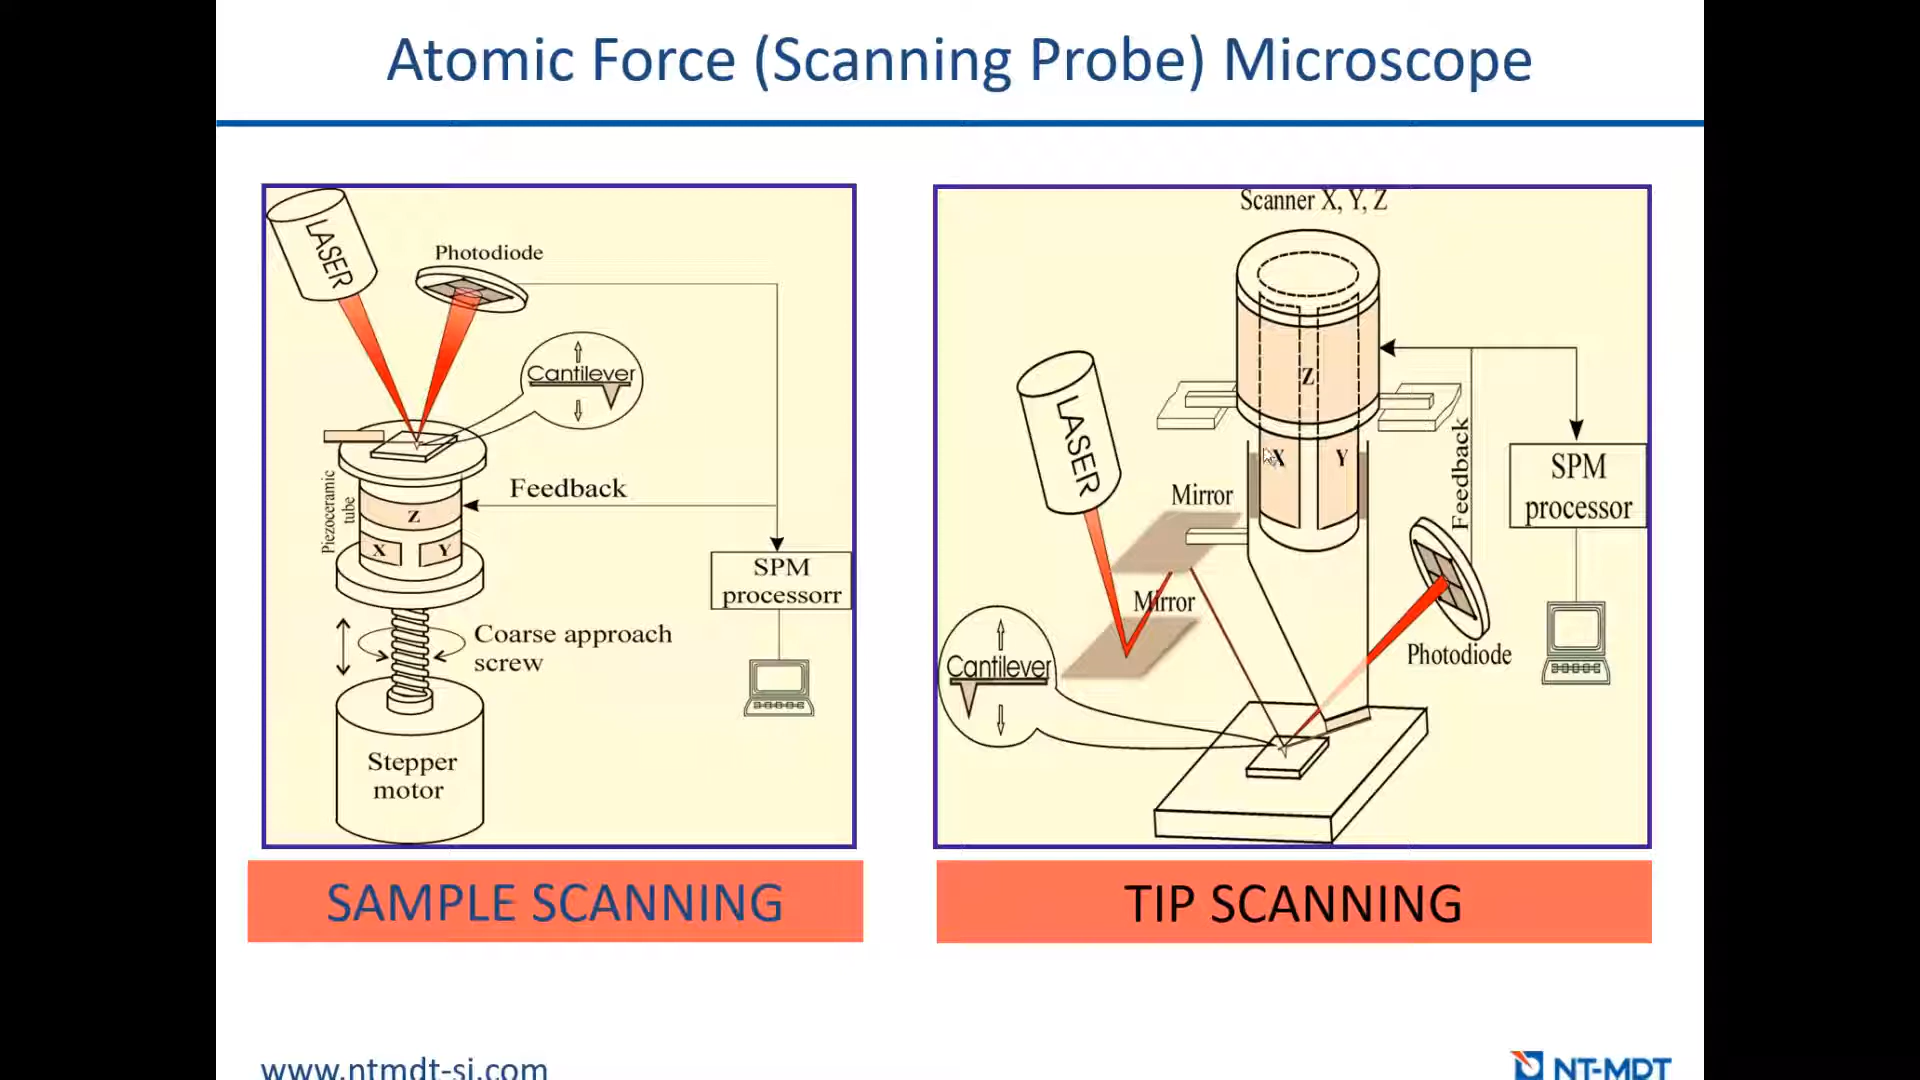 Atomic Force (Scanning Probe) Microscope
LASER
Photodiode
Cantilever
Feedback
Piezoceramic
tube
Z
X Y
SPM
processorr
Coarse approach
screw
Stepper
motor
SAMPLE SCANNING
Scanner X, Y, Z
Z
X Y
LASER
Mirror
Mirror
Feedback
SPM
processor
Photodiode
Cantilever
TIP SCANNING
www.ntmdt-si.com
NT-MDT